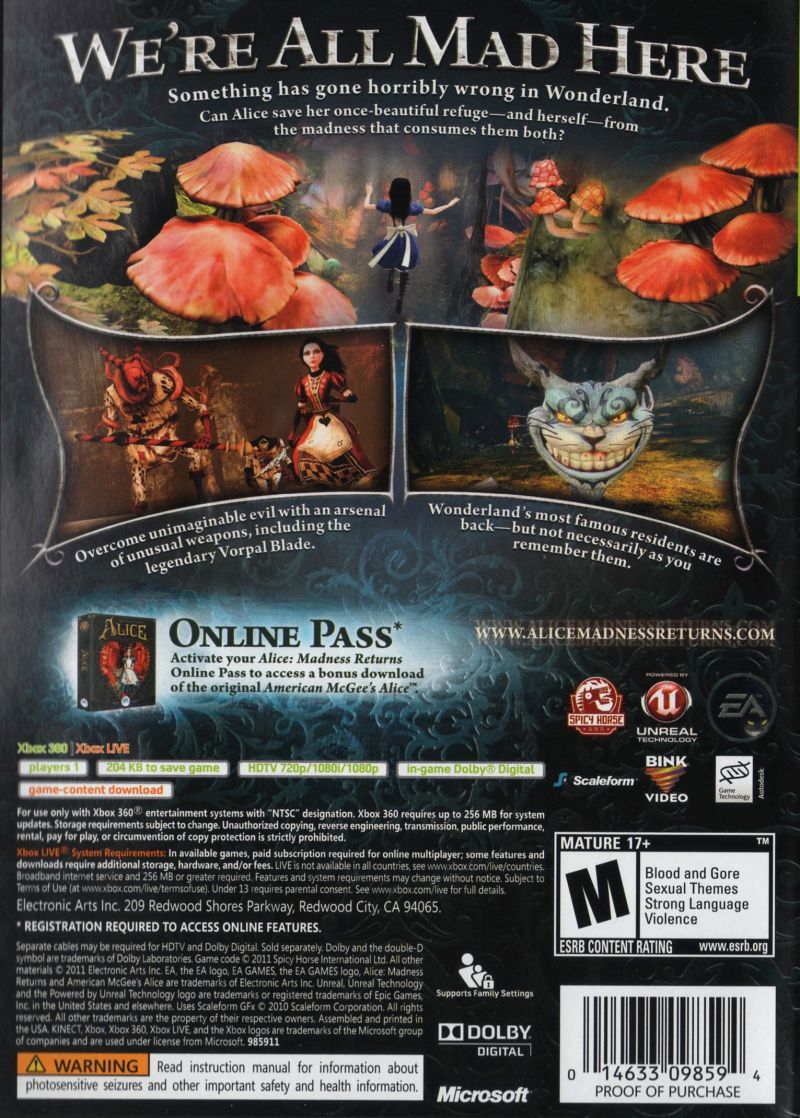 WE'RE ALL MAD HERE
Something has gone horribly wrong in Wonderland.
Can Alice save her once-beautiful refuge—and herself—from
the madness that consumes them both?
Overcome unimaginable evil with an arsenal
of unusual weapons, including the
legendary Vorpal Blade.
Wonderland's most famous residents are
back—but not necessarily as you
remember them.
ALICE
ALICE
ONLINE PASS*
Activate your Alice: Madness Returns
Online Pass to access a bonus download
of the original American McGee's Alice™.
WWW.ALICEMADNESSRETURNS.COM
SPICY HORSE
POWERED BY
UNREAL
TECHNOLOGY
EA
Scaleform
BINK
VIDEO
Game
Technology
Autodesk
Xbox 360 | Xbox LIVE
players 1
204 KB to save game
HDTV 720p/1080i/1080p
in-game Dolby® Digital
game-content download
For use only with Xbox 360® entertainment systems with "NTSC" designation. Xbox 360 requires up to 256 MB for system
updates. Storage requirements subject to change. Unauthorized copying, reverse engineering, transmission, public performance,
rental, pay for play, or circumvention of copy protection is strictly prohibited.
Xbox LIVE® System Requirements: In available games, paid subscription required for online multiplayer; some features and
downloads require additional storage, hardware, and/or fees. LIVE is not available in all countries, see www.xbox.com/live/countries.
Broadband internet service and 256 MB or greater required. Features and system requirements may change without notice. Subject to
Terms of Use (at www.xbox.com/live/termsofuse). Under 13 requires parental consent. See www.xbox.com/live for full details.
Electronic Arts Inc. 209 Redwood Shores Parkway, Redwood City, CA 94065.
* REGISTRATION REQUIRED TO ACCESS ONLINE FEATURES.
Separate cables may be required for HDTV and Dolby Digital. Sold separately. Dolby and the double-D
symbol are trademarks of Dolby Laboratories. Game code © 2011 Spicy Horse International Ltd. All other
materials © 2011 Electronic Arts Inc. EA, the EA logo, EA GAMES, the EA GAMES logo, Alice: Madness
Returns and American McGee's Alice are trademarks of Electronic Arts Inc. Unreal, Unreal Technology
and the Powered by Unreal Technology logo are trademarks or registered trademarks of Epic Games,
Inc. in the United States and elsewhere. Uses Scaleform GFx © 2010 Scaleform Corporation. All rights
reserved. All other trademarks are the property of their respective owners. Assembled and printed in
the USA. KINECT, Xbox, Xbox 360, Xbox LIVE, and the Xbox logos are trademarks of the Microsoft group
of companies and are used under license from Microsoft. 985911
WARNING Read instruction manual for information about
photosensitive seizures and other important safety and health information.
Supports Family Settings
DOLBY
DIGITAL
Microsoft®
MATURE 17+ ™
M
Blood and Gore
Sexual Themes
Strong Language
Violence
ESRB CONTENT RATING www.esrb.org
0 14633 09859 4
PROOF OF PURCHASE